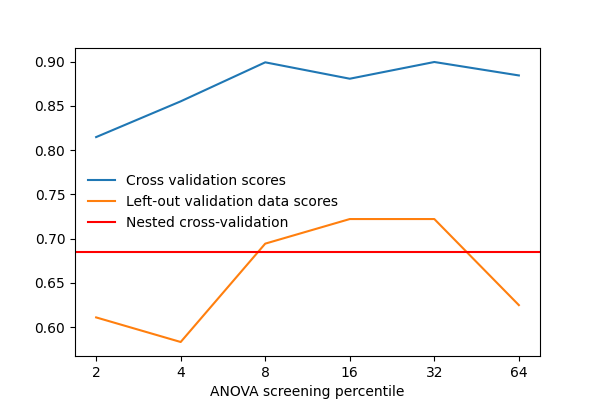 0.90
0.85
0.80
0.75
0.70
0.65
0.60
Cross validation scores
Left-out validation data scores
Nested cross-validation
2 4 8 16 32 64
ANOVA screening percentile